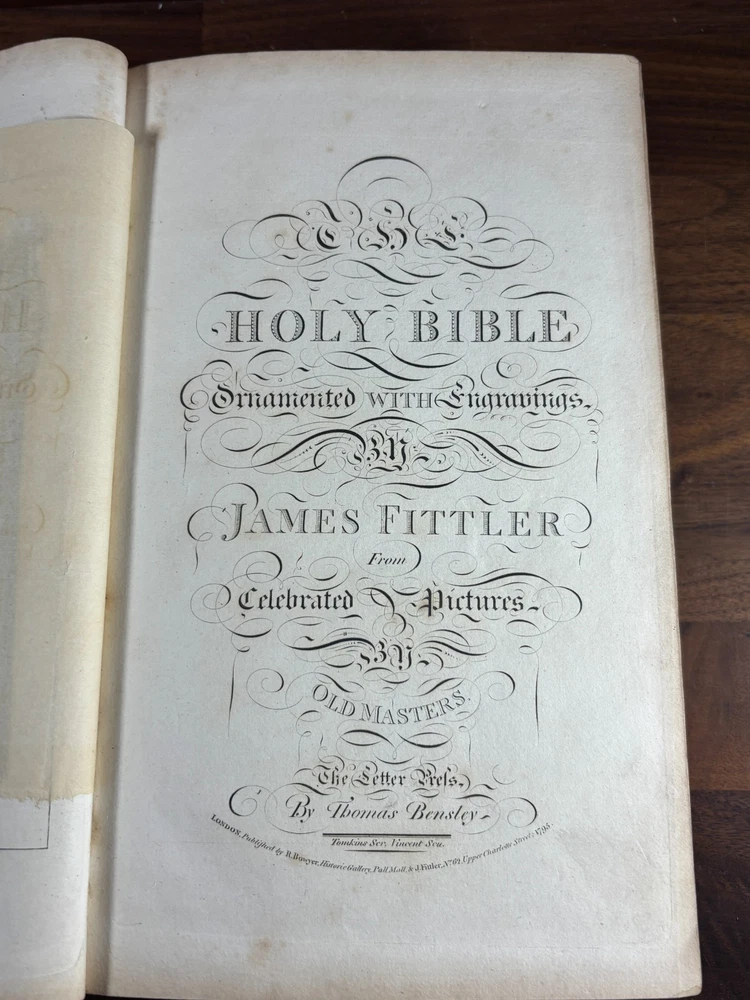 THE
HOLY BIBLE
Ornamented WITH Engravings.
BY
JAMES FITTLER
From
Celebrated Pictures
BY
OLD MASTERS.
The Letter Preſs,
By Thomas Bensley
Tomkins Scr. Vincent Scu.
LONDON, Published by R. Bowyer, Historic Gallery, Pall Mall, & J. Fittler, No. 62, Upper Charlotte Street; 1795.